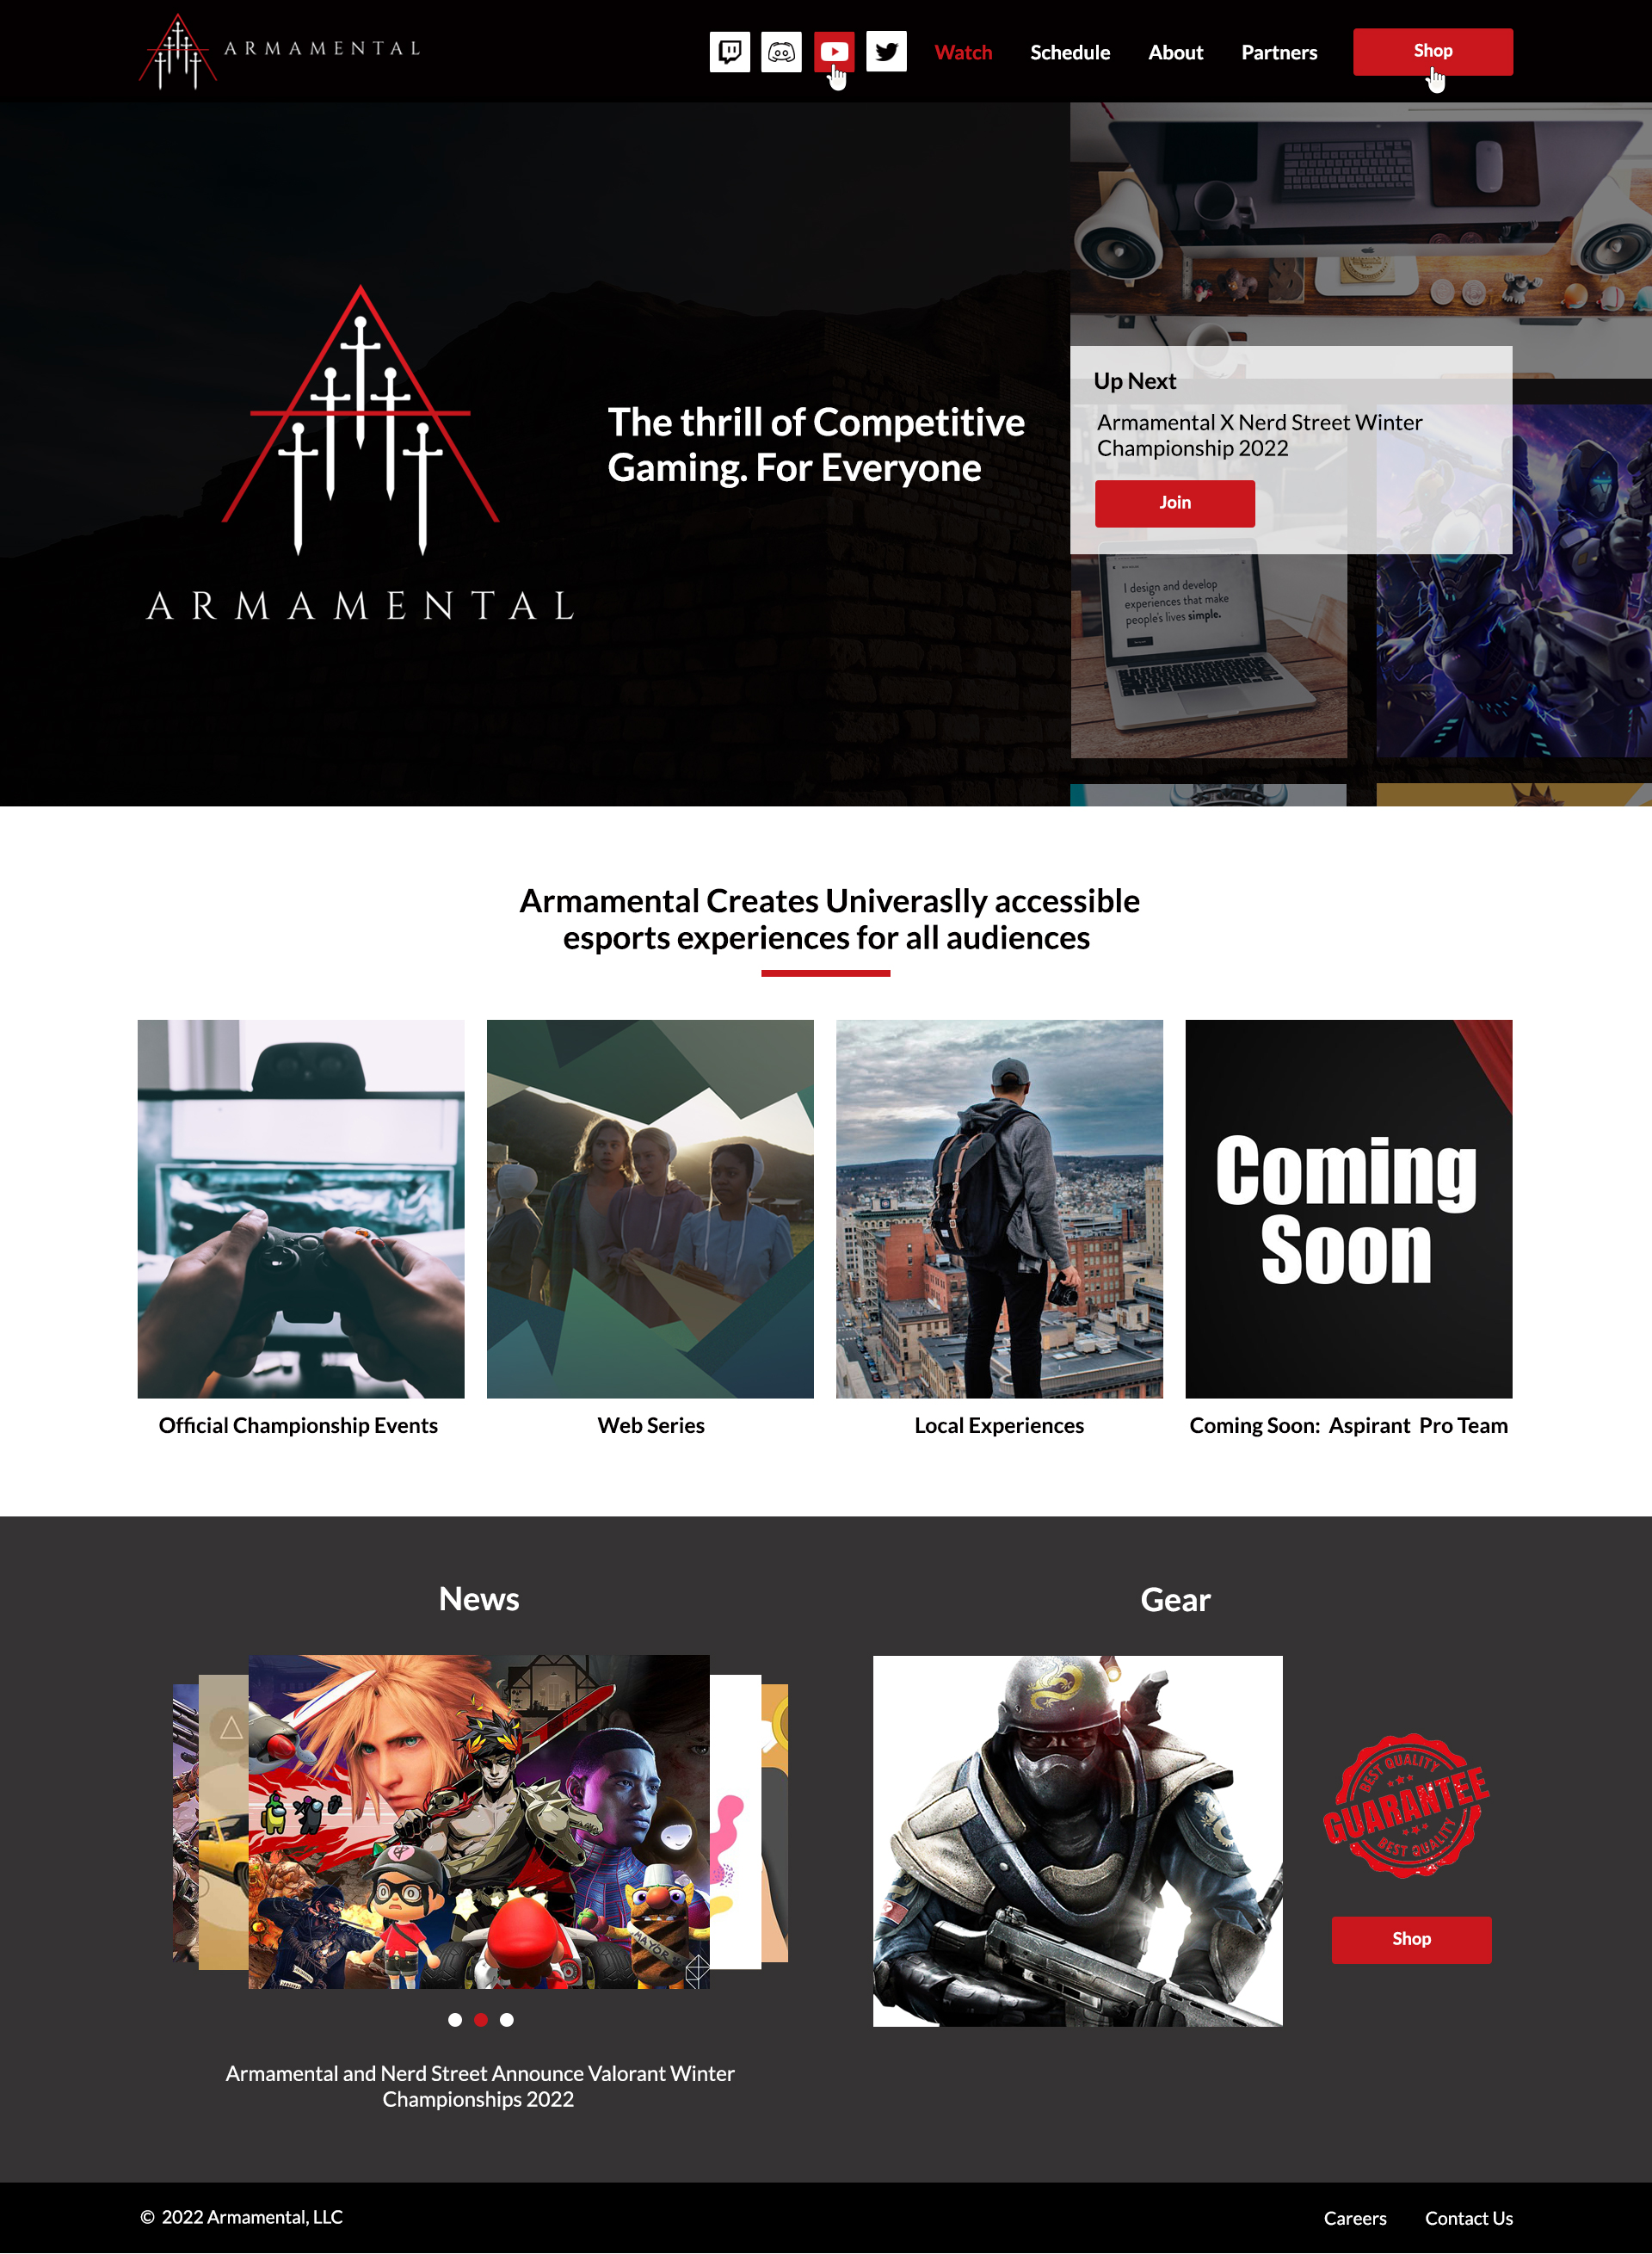 ARMAMENTAL
Watch
Schedule
About
Partners
Shop
ARMAMENTAL
The thrill of Competitive
Gaming. For Everyone
Up Next
Armamental X Nerd Street Winter
Championship 2022
Join
I design and develop
experiences that make
people's lives simple.
Armamental Creates Univeraslly accessible
esports experiences for all audiences
Coming
Soon
Official Championship Events
Web Series
Local Experiences
Coming Soon: Aspirant Pro Team
News
Gear
MAYOR
BEST QUALITY
GUARANTEE
BEST QUALITY
Shop
Armamental and Nerd Street Announce Valorant Winter
Championships 2022
© 2022 Armamental, LLC
Careers
Contact Us